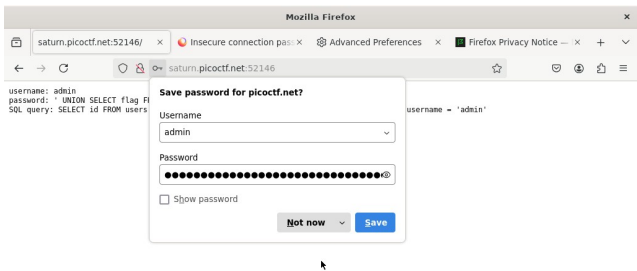 Mozilla Firefox
saturn.picoctf.net:52146/
Insecure connection pas
Advanced Preferences
Firefox Privacy Notice —
saturn.picoctf.net:52146
username: admin
password: ' UNION SELECT flag F
SQL query: SELECT id FROM users username = 'admin'
Save password for picoctf.net?
Username
admin
Password
Show password
Not now
Save